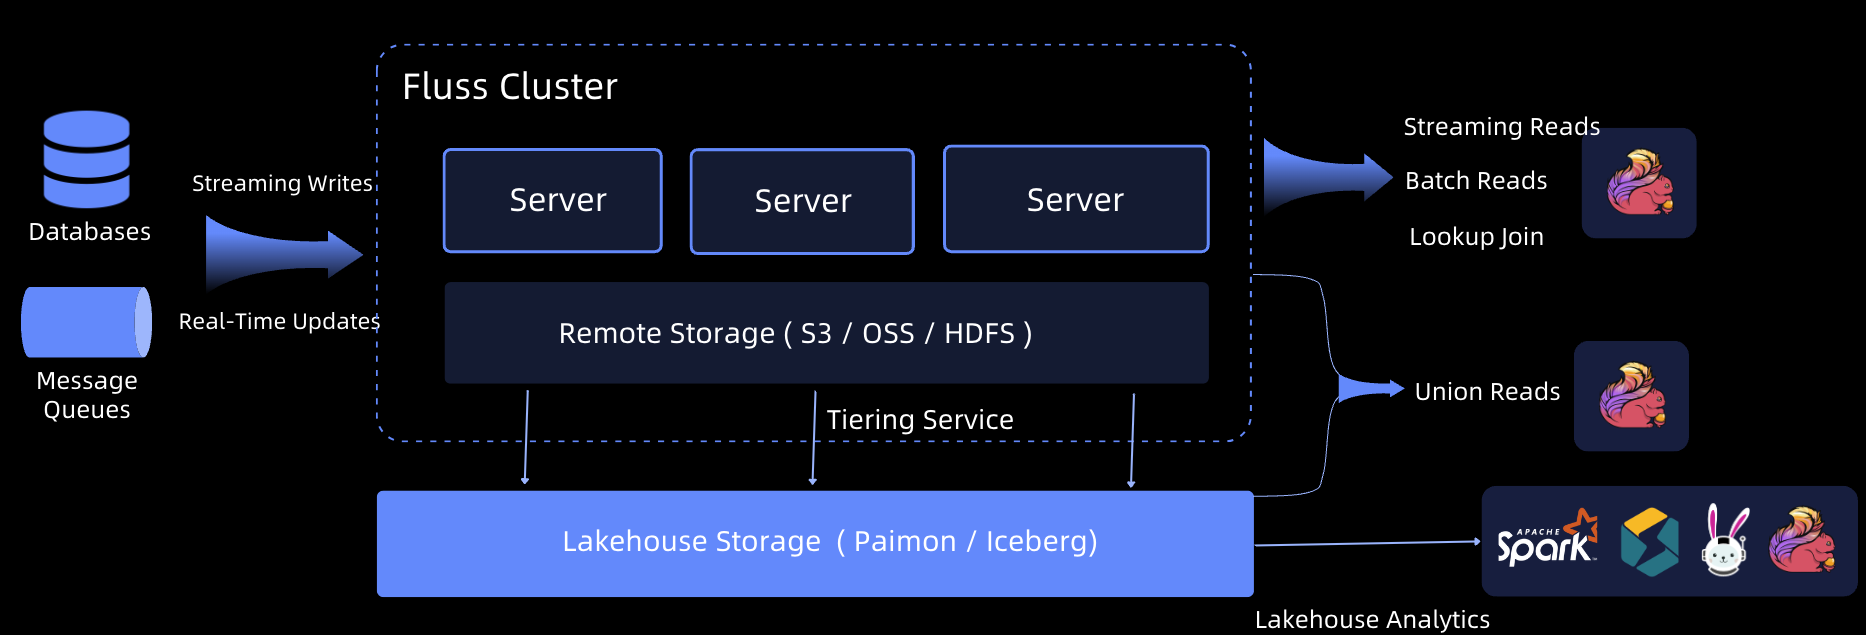 Fluss Cluster
Databases
Message
Queues
Streaming Writes
Real-Time Updates
Server
Server
Server
Remote Storage ( S3 / OSS / HDFS )
Tiering Service
Lakehouse Storage ( Paimon / Iceberg)
Streaming Reads
Batch Reads
Lookup Join
Union Reads
APACHE
Spark
Lakehouse Analytics